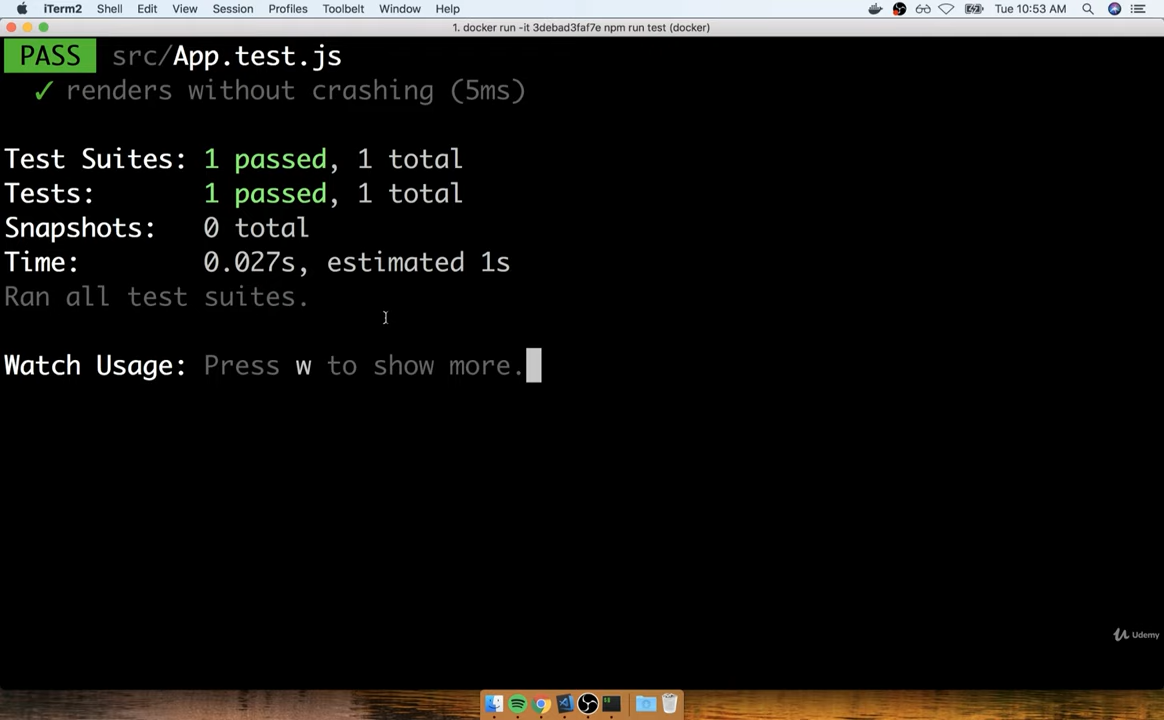 iTerm2 Shell Edit View Session Profiles Toolbelt Window Help Tue 10:53 AM
1. docker run -it 3debad3faf7e npm run test (docker)
PASS src/App.test.js
✓ renders without crashing (5ms)
Test Suites: 1 passed, 1 total
Tests: 1 passed, 1 total
Snapshots: 0 total
Time: 0.027s, estimated 1s
Ran all test suites.
Watch Usage: Press w to show more.
Udemy